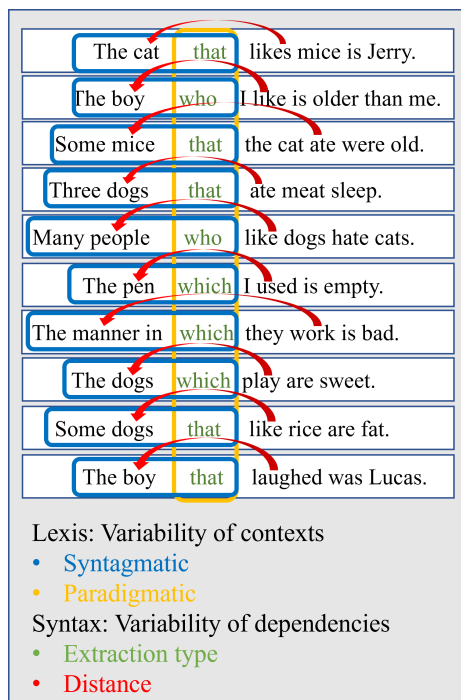 The cat that likes mice is Jerry.
The boy who I like is older than me.
Some mice that the cat ate were old.
Three dogs that ate meat sleep.
Many people who like dogs hate cats.
The pen which I used is empty.
The manner in which they work is bad.
The dogs which play are sweet.
Some dogs that like rice are fat.
The boy that laughed was Lucas.
Lexis: Variability of contexts
• Syntagmatic
• Paradigmatic
Syntax: Variability of dependencies
• Extraction type
• Distance